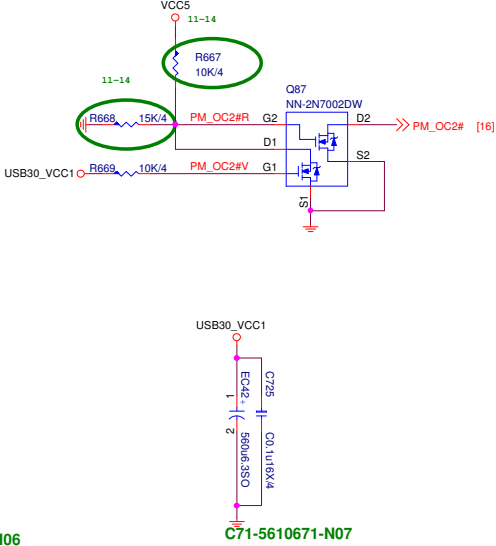 VCC5
11-14
R667
10K/4
11-14
Q87
NN-2N7002DW
R668 15K/4 PM_OC2#R G2 D2 PM_OC2# [16]
D1 S2
USB30_VCC1 R669 10K/4 PM_OC2#V G1
S1
USB30_VCC1
1 EC42 + C725
2 560u6.3SO C0.1u16X/4
C71-5610671-N07
N06